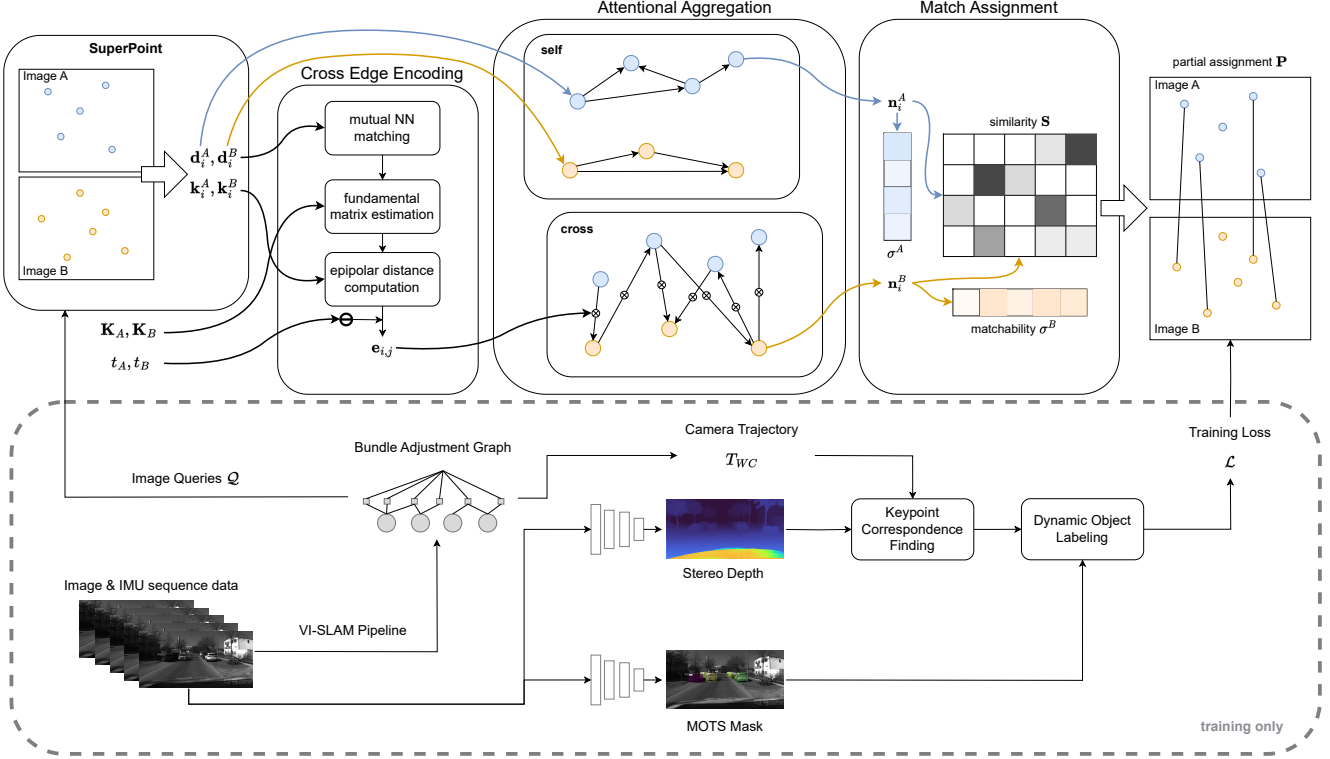 Attentional Aggregation
Match Assignment
SuperPoint
Image A
Image B
Cross Edge Encoding
mutual NN
matching
fundamental
matrix estimation
epipolar distance
computation
d_i^A, d_i^B
k_i^A, k_i^B
K_A, K_B
t_A, t_B
e_{i,j}
self
cross
n_i^A
σ^A
n_i^B
similarity S
matchability σ^B
partial assignment P
Image A
Image B
Training Loss
ℒ
Camera Trajectory
T_{WC}
Bundle Adjustment Graph
Image Queries 𝒬
Keypoint
Correspondence
Finding
Dynamic Object
Labeling
Stereo Depth
Image & IMU sequence data
VI-SLAM Pipeline
MOTS Mask
training only